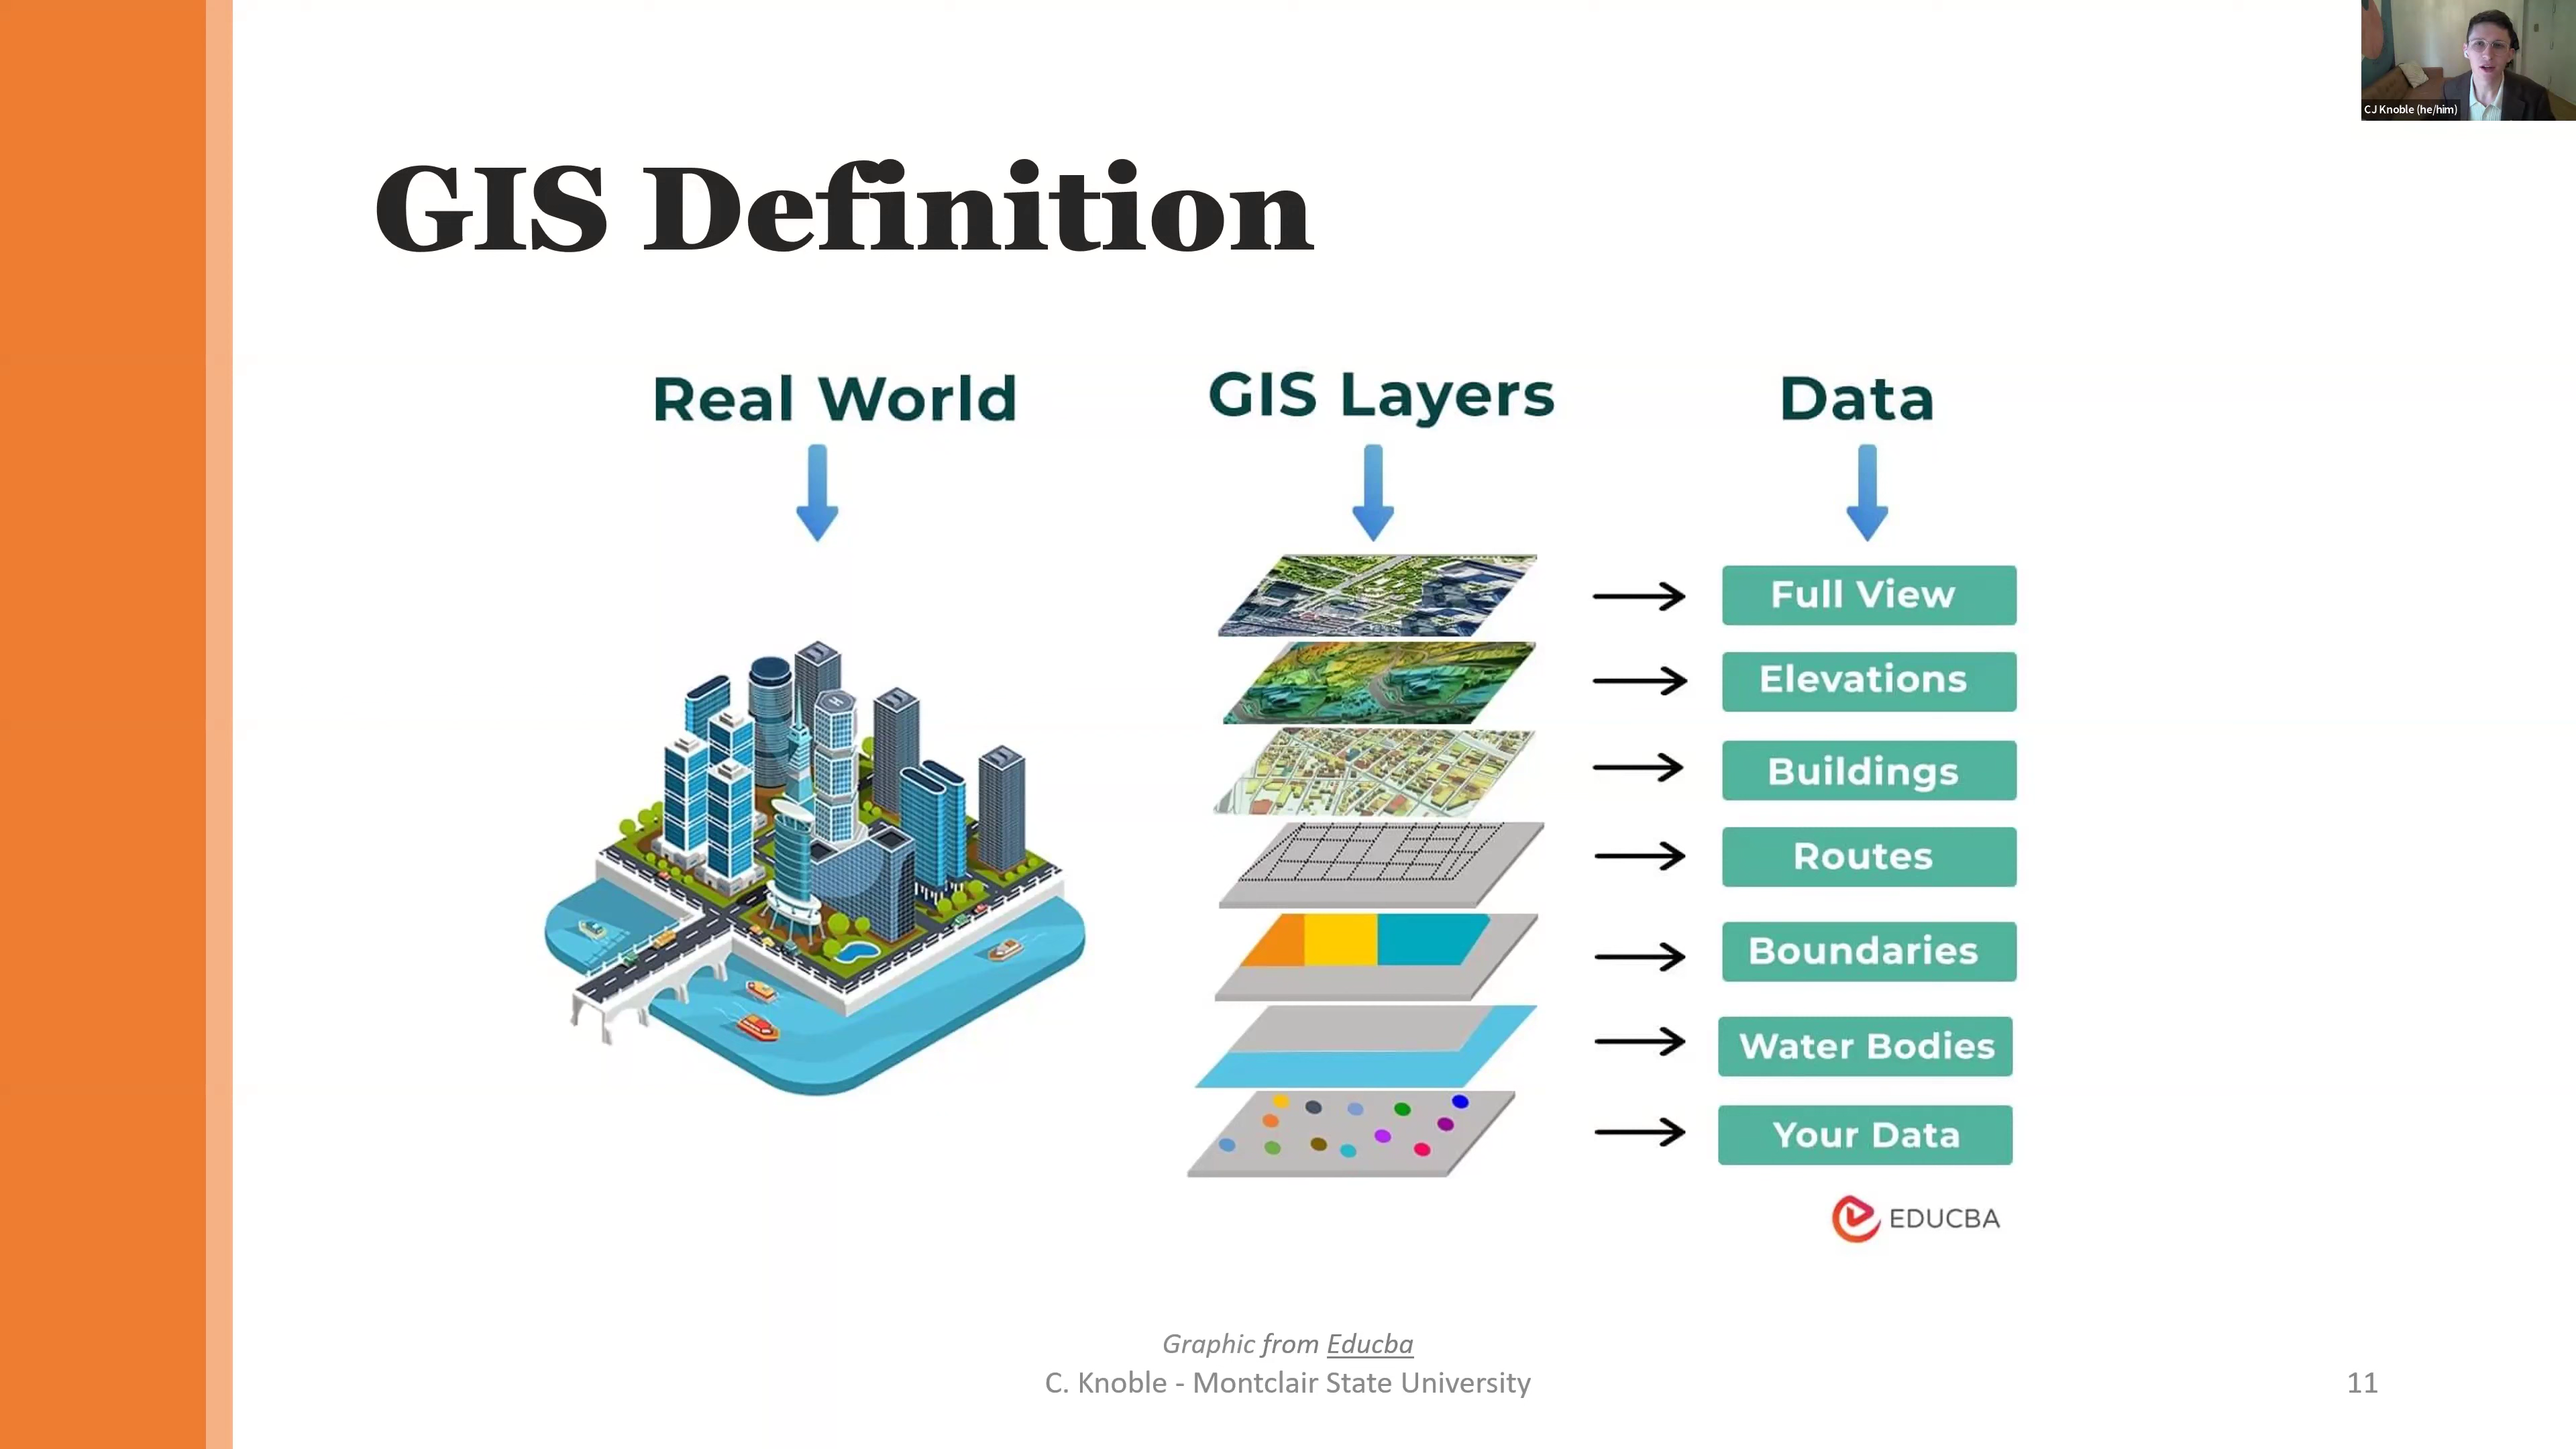 CJ Knoble (he/him)
GIS Definition
Real World
GIS Layers
Data
Full View
Elevations
Buildings
Routes
Boundaries
Water Bodies
Your Data
EDUCBA
Graphic from Educba
C. Knoble - Montclair State University
11